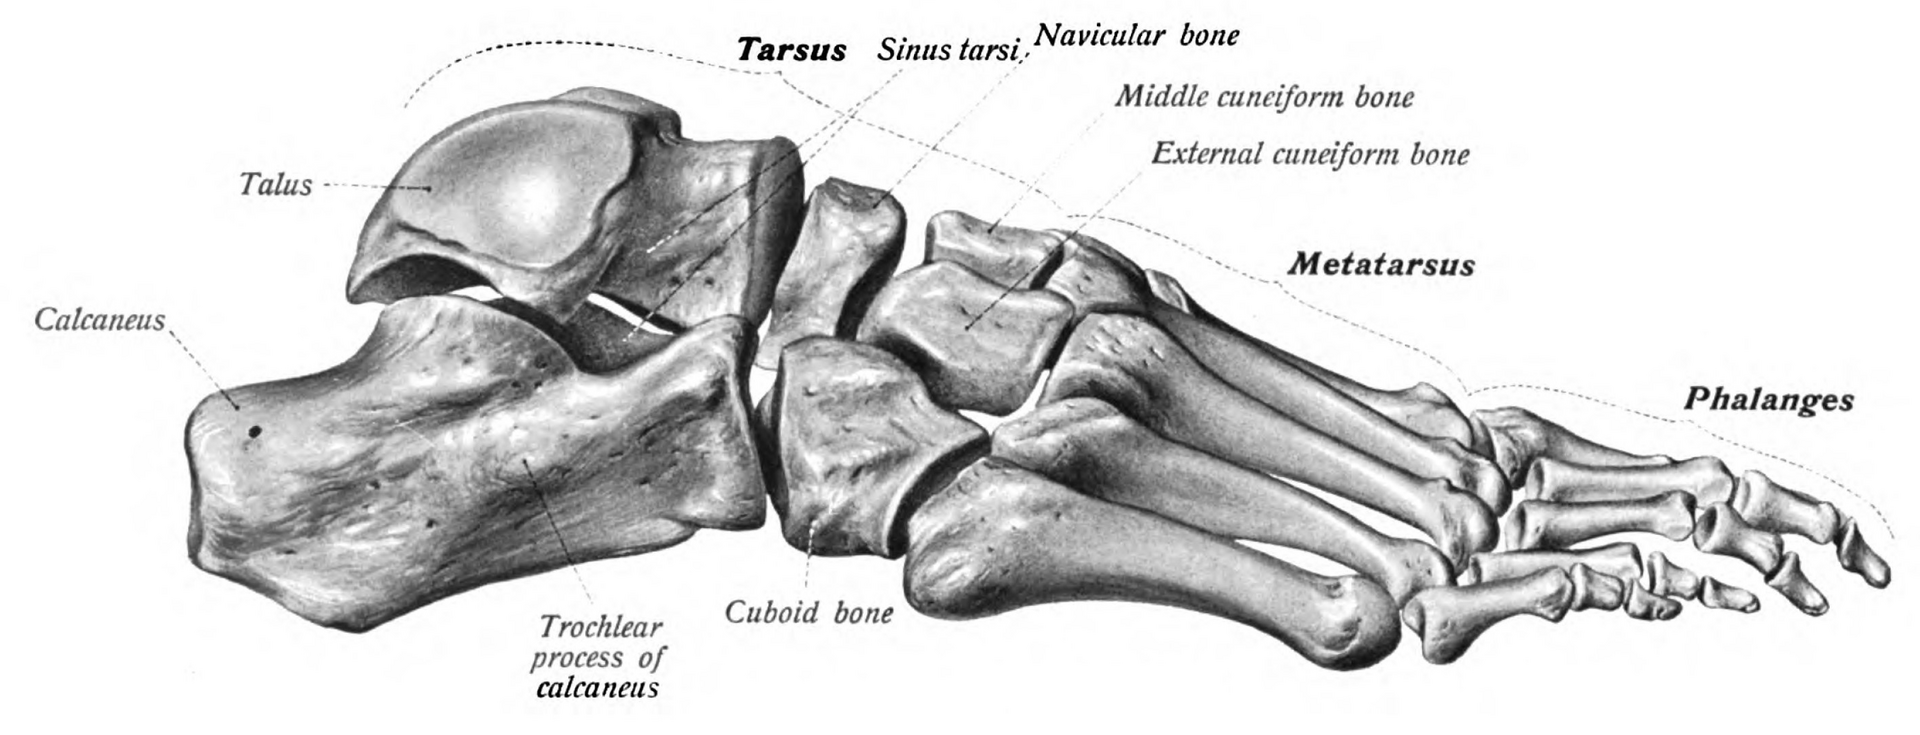 Tarsus
Sinus tarsi
Navicular bone
Middle cuneiform bone
External cuneiform bone
Talus
Metatarsus
Calcaneus
Phalanges
Cuboid bone
Trochlear
process of
calcaneus